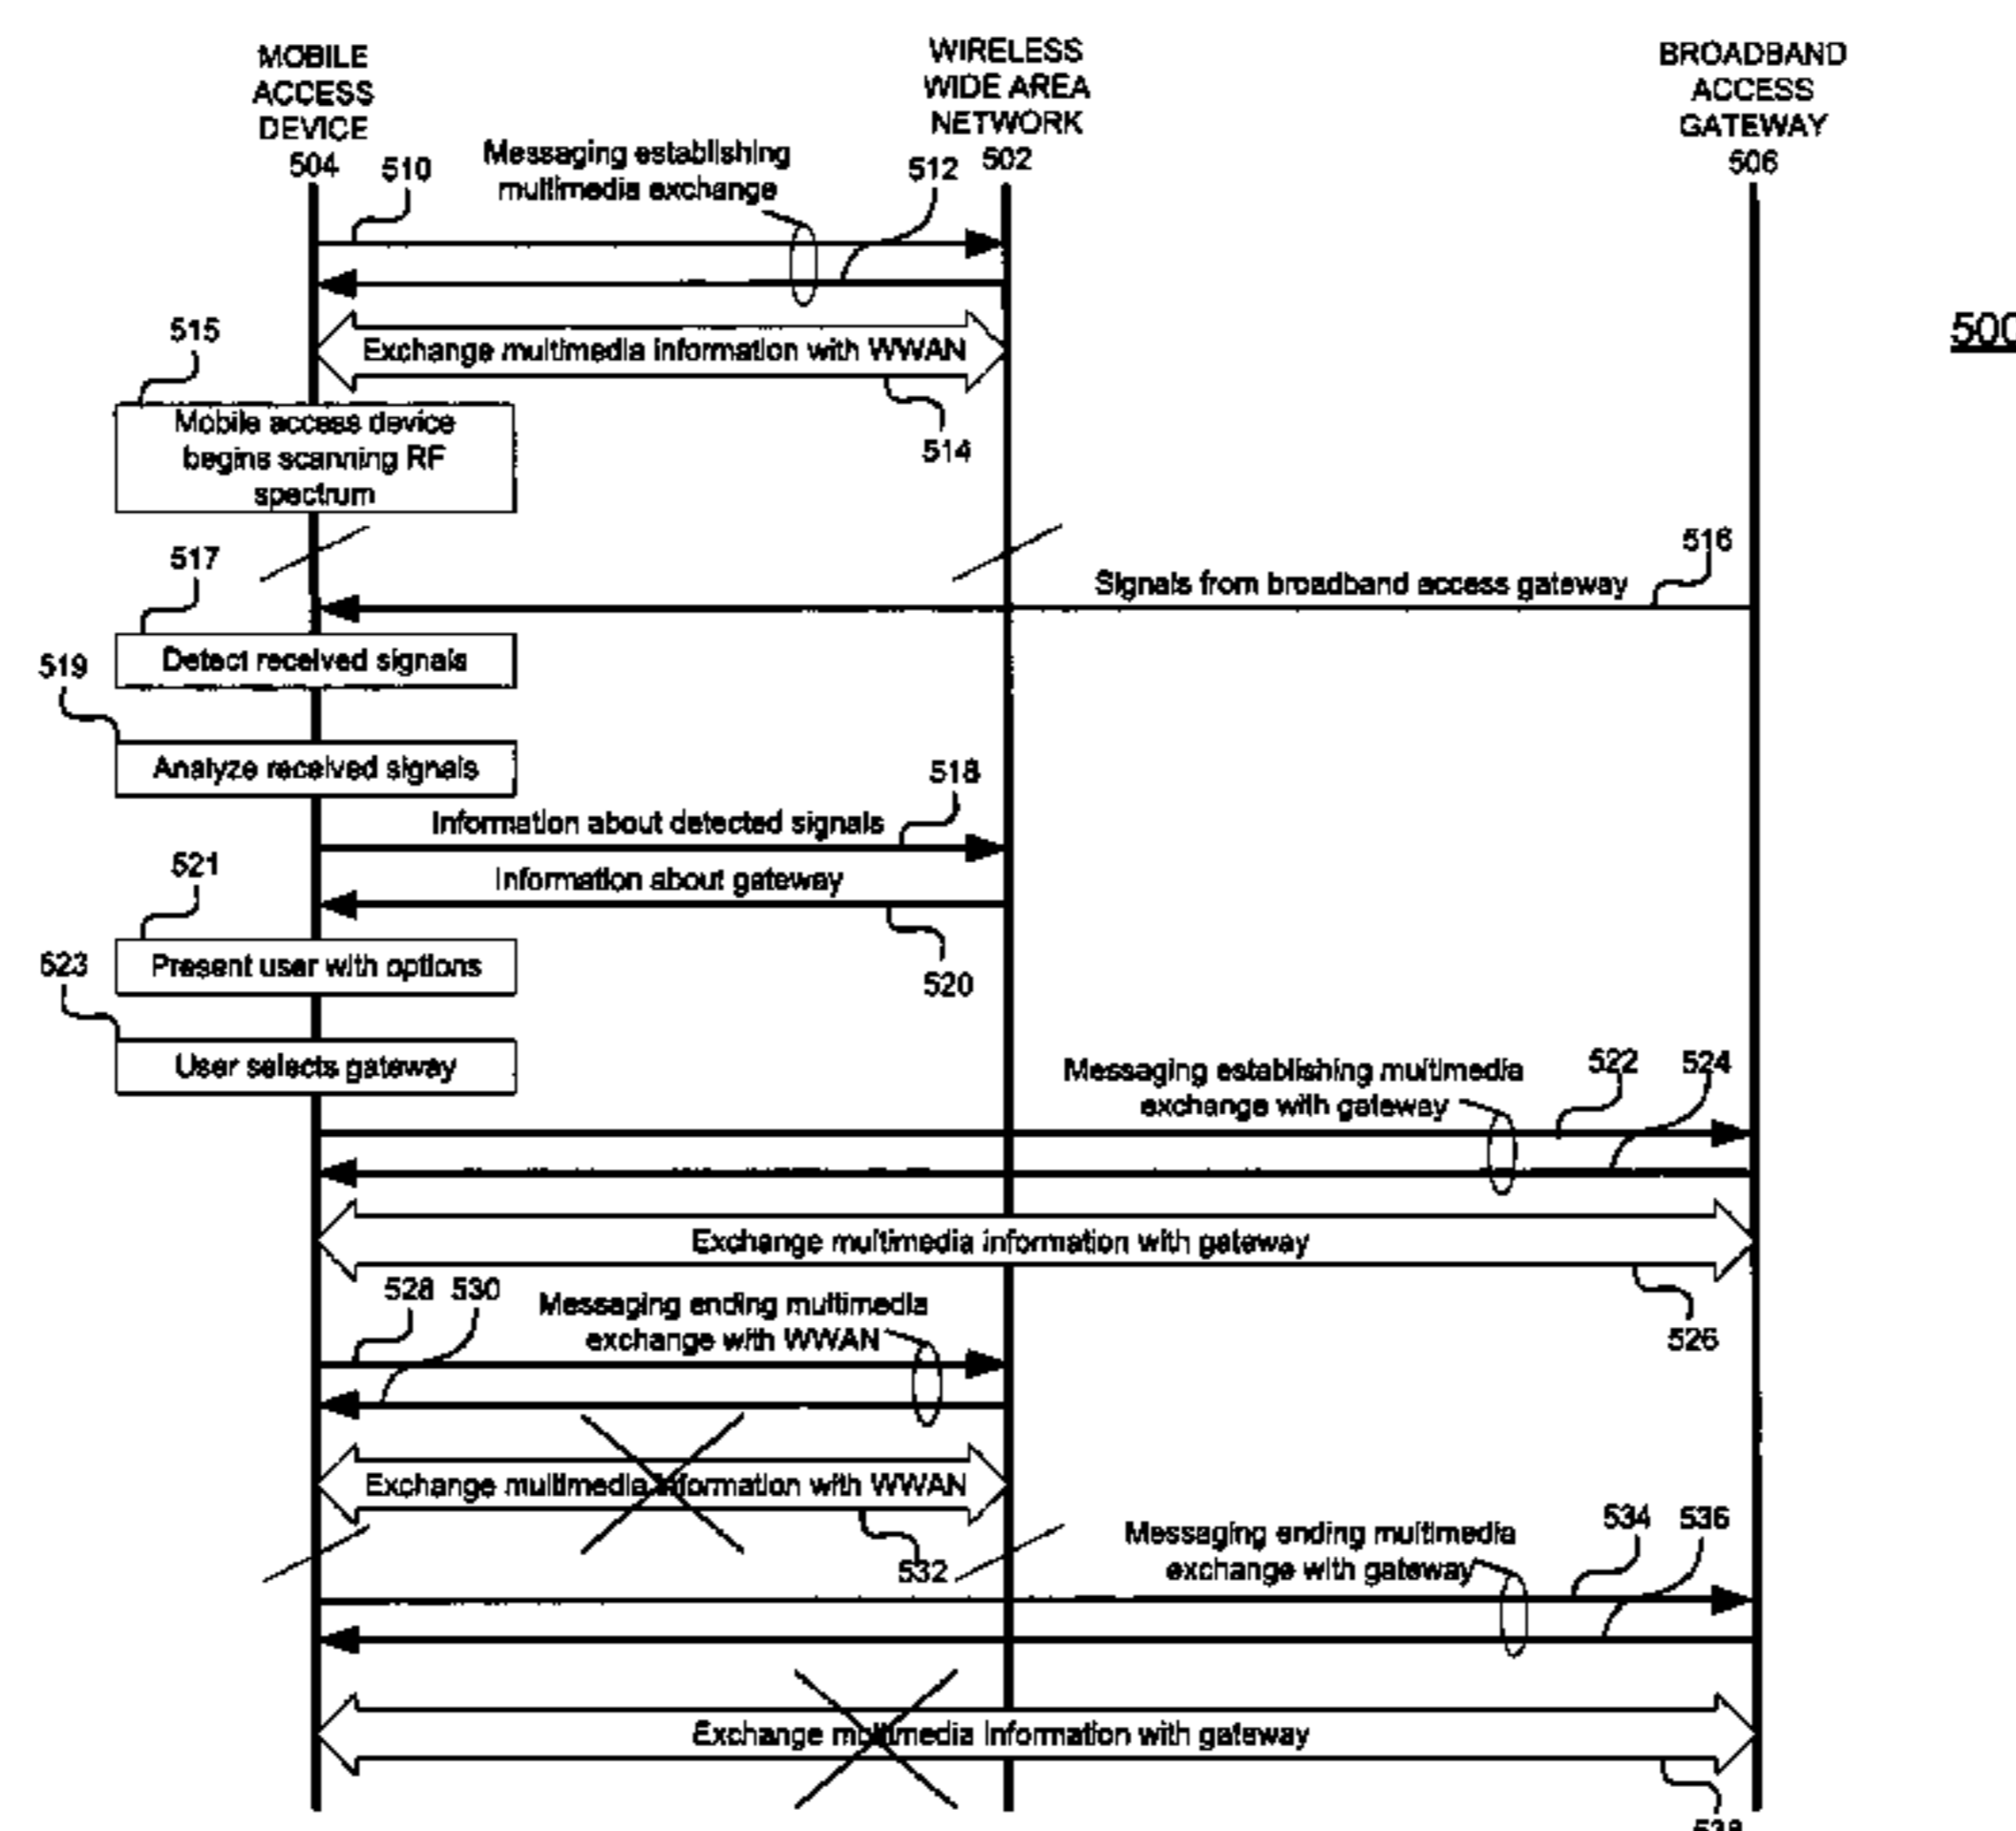 MOBILE
ACCESS
DEVICE
504
WIRELESS
WIDE AREA
NETWORK
502
BROADBAND
ACCESS
GATEWAY
506
510
Messaging establishing
multimedia exchange
512
500
515
Exchange multimedia information with WWAN
514
Mobile access device
begins scanning RF
spectrum
517
516
Signals from broadband access gateway
Detect received signals
519
Analyze received signals
518
Information about detected signals
521
Information about gateway
520
523
Present user with options
User selects gateway
Messaging establishing multimedia
exchange with gateway
522
524
Exchange multimedia information with gateway
526
528
530
Messaging ending multimedia
exchange with WWAN
Exchange multimedia information with WWAN
532
Messaging ending multimedia
exchange with gateway
534
536
Exchange multimedia information with gateway
538